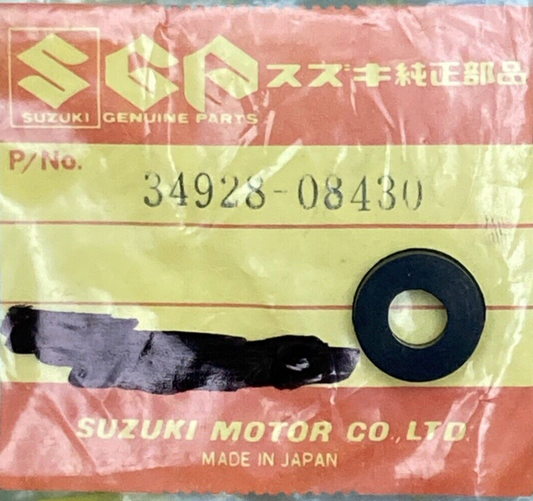 SGP スズキ純正部品
SUZUKI GENUINE PARTS
P/No.
34928-08430
SUZUKI MOTOR CO., LTD.
MADE IN JAPAN